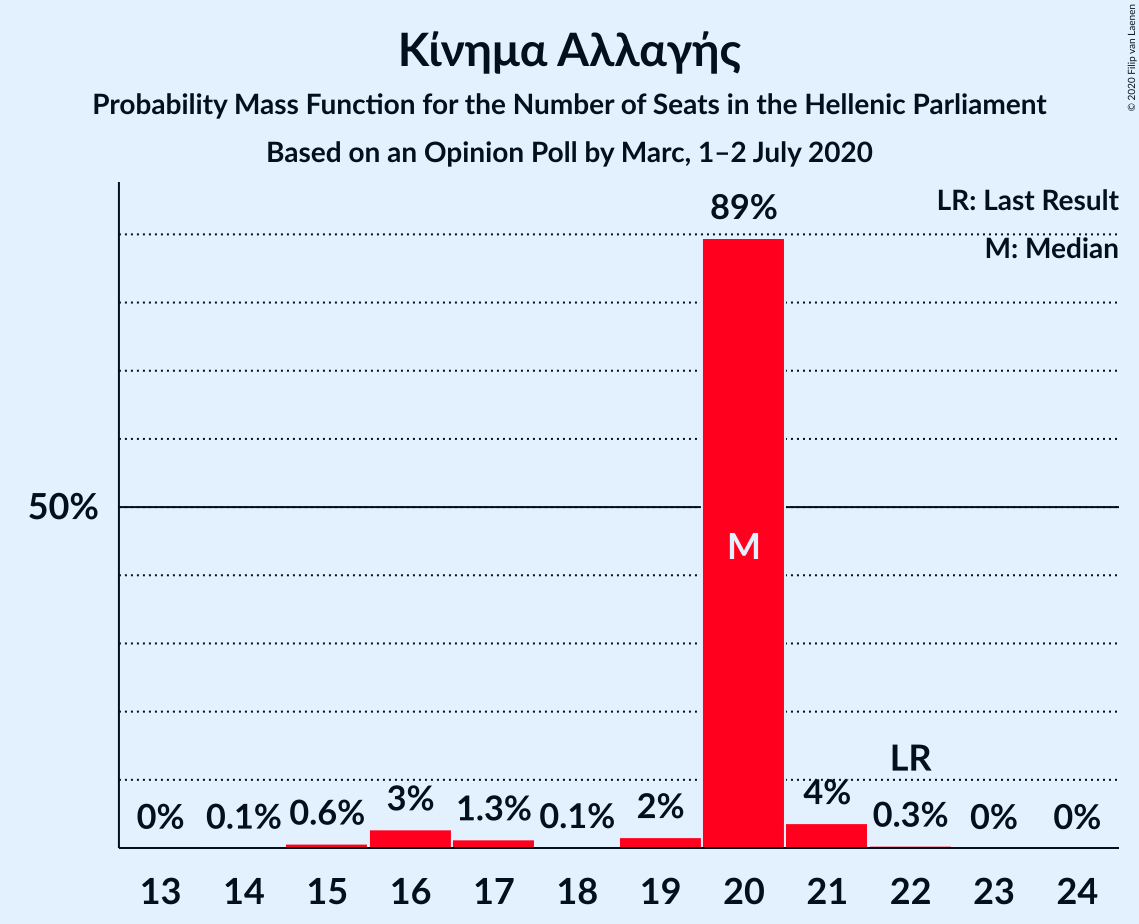 Κίνημα Αλλαγής
Probability Mass Function for the Number of Seats in the Hellenic Parliament
Based on an Opinion Poll by Marc, 1–2 July 2020
© 2020 Filip van Laenen
LR: Last Result
M: Median
89%
50%
M
LR
0% 0.1% 0.6% 3% 1.3% 0.1% 2% 4% 0.3% 0% 0%
13 14 15 16 17 18 19 20 21 22 23 24